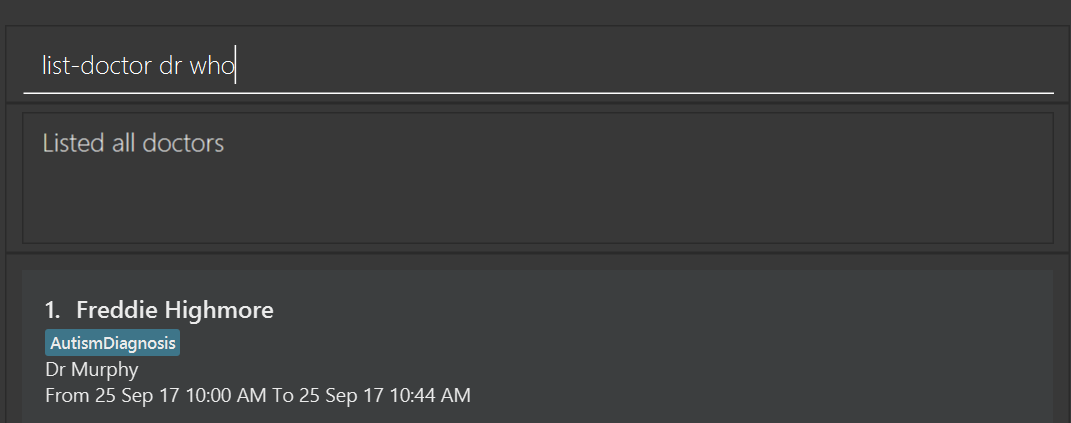 list-doctor dr who
Listed all doctors
1. Freddie Highmore
AutismDiagnosis
Dr Murphy
From 25 Sep 17 10:00 AM To 25 Sep 17 10:44 AM